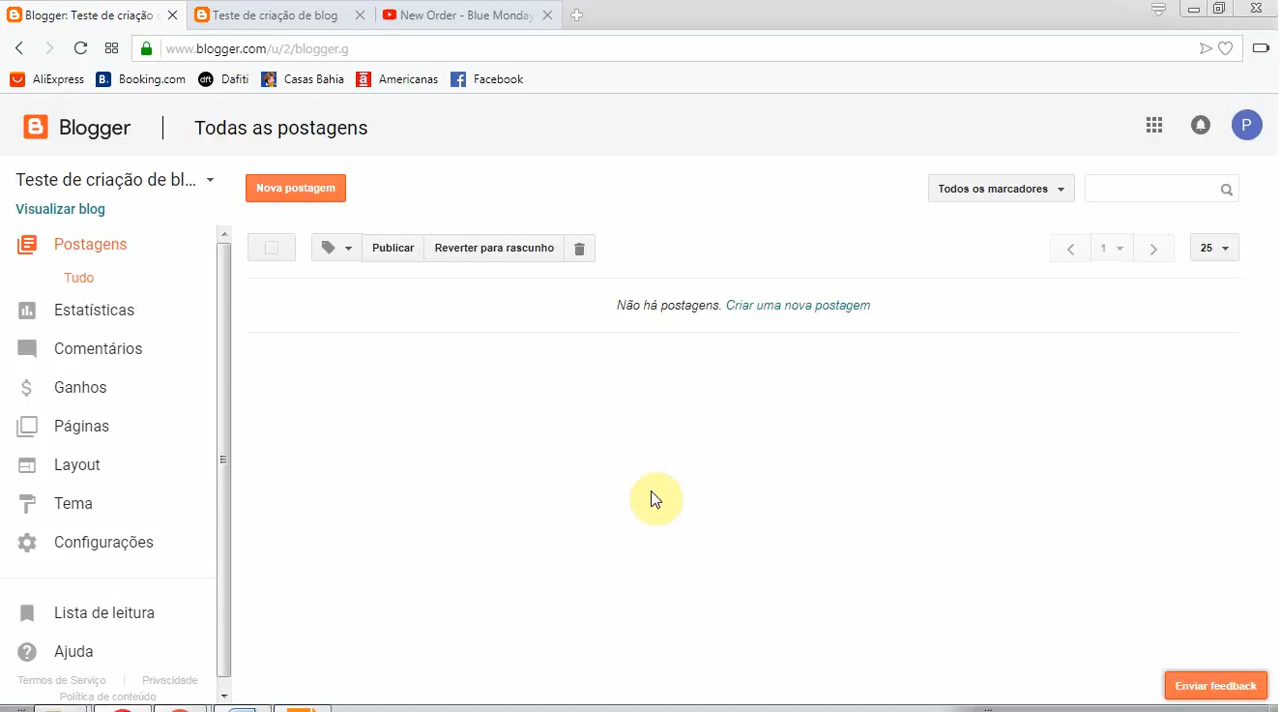 Blogger: Teste de criação
Teste de criação de blog
New Order - Blue Monday
www.blogger.com/u/2/blogger.g
AliExpress
B. Booking.com
dft Dafiti
Casas Bahia
a Americanas
f Facebook
Blogger
Todas as postagens
P
Teste de criação de bl...
Visualizar blog
Nova postagem
Todos os marcadores
Postagens
Tudo
Estatísticas
Comentários
Ganhos
Páginas
Layout
Tema
Configurações
Lista de leitura
Ajuda
Termos de Serviço
Privacidade
Política de conteúdo
Publicar
Reverter para rascunho
1
25
Não há postagens. Criar uma nova postagem
Enviar feedback